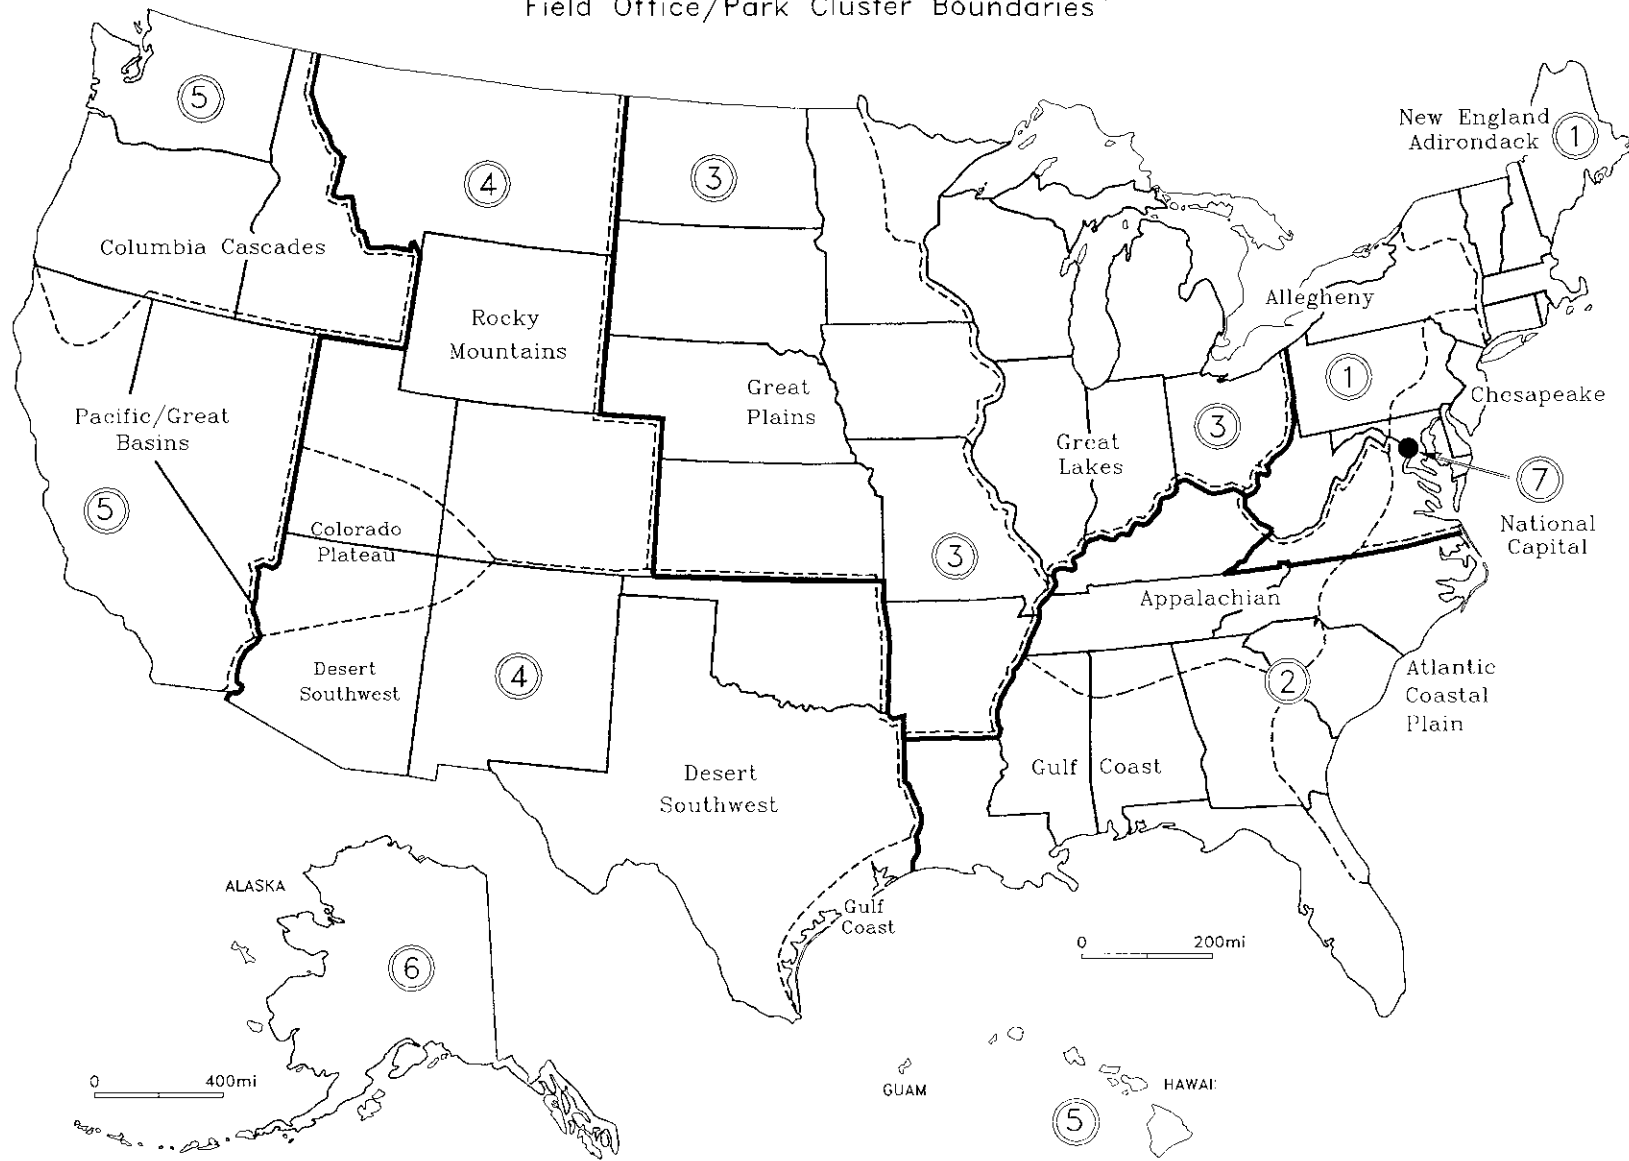 Field Office/Park Cluster Boundaries
5
4
3
New England
Adirondack
1
Columbia Cascades
Rocky
Mountains
Allegheny
Great
Plains
1
Chesapeake
Pacific/Great
Basins
3
Great
Lakes
7
National
Capital
5
Colorado
Plateau
3
Appalachian
Desert
Southwest
4
2
Atlantic
Coastal
Plain
Desert
Southwest
Gulf Coast
ALASKA
Gulf
Coast
0 200mi
6
0 400mi
GUAM
HAWAII
5